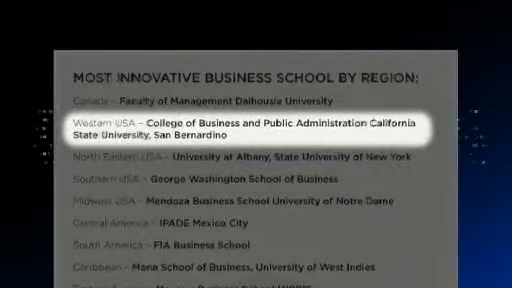 MOST INNOVATIVE BUSINESS SCHOOL BY REGION:
Canada - Faculty of Management Dalhousie University
Western USA - College of Business and Public Administration California
State University, San Bernardino
North Eastern USA - University at Albany, State University of New York
Southern USA - George Washington School of Business
Midwest USA - Mendoza Business School University of Notre Dame
Central America - IPADE Mexico City
South America - FIA Business School
Caribbean - Mona School of Business, University of West Indies